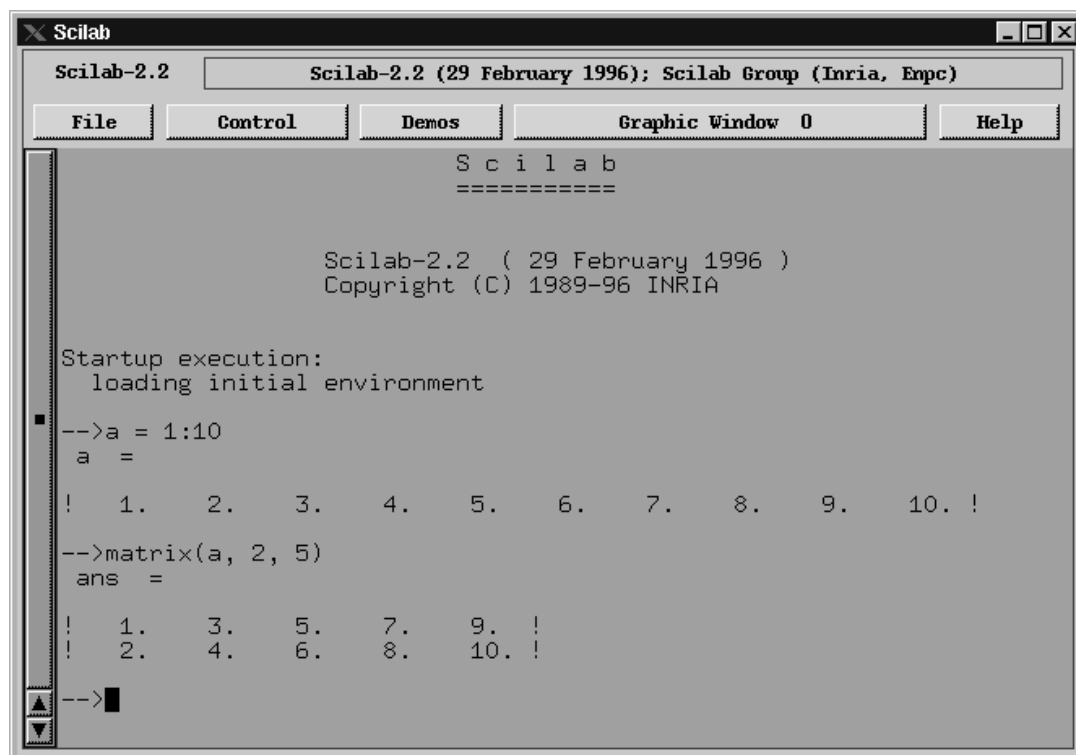 Scilab
Scilab-2.2 Scilab-2.2 (29 February 1996); Scilab Group (Inria, Enpc)
File Control Demos Graphic Window 0 Help
S c i l a b
===========
Scilab-2.2 ( 29 February 1996 )
Copyright (C) 1989-96 INRIA
Startup execution:
loading initial environment
-->a = 1:10
a =
! 1. 2. 3. 4. 5. 6. 7. 8. 9. 10. !
-->matrix(a, 2, 5)
ans =
! 1. 3. 5. 7. 9. !
! 2. 4. 6. 8. 10. !
-->